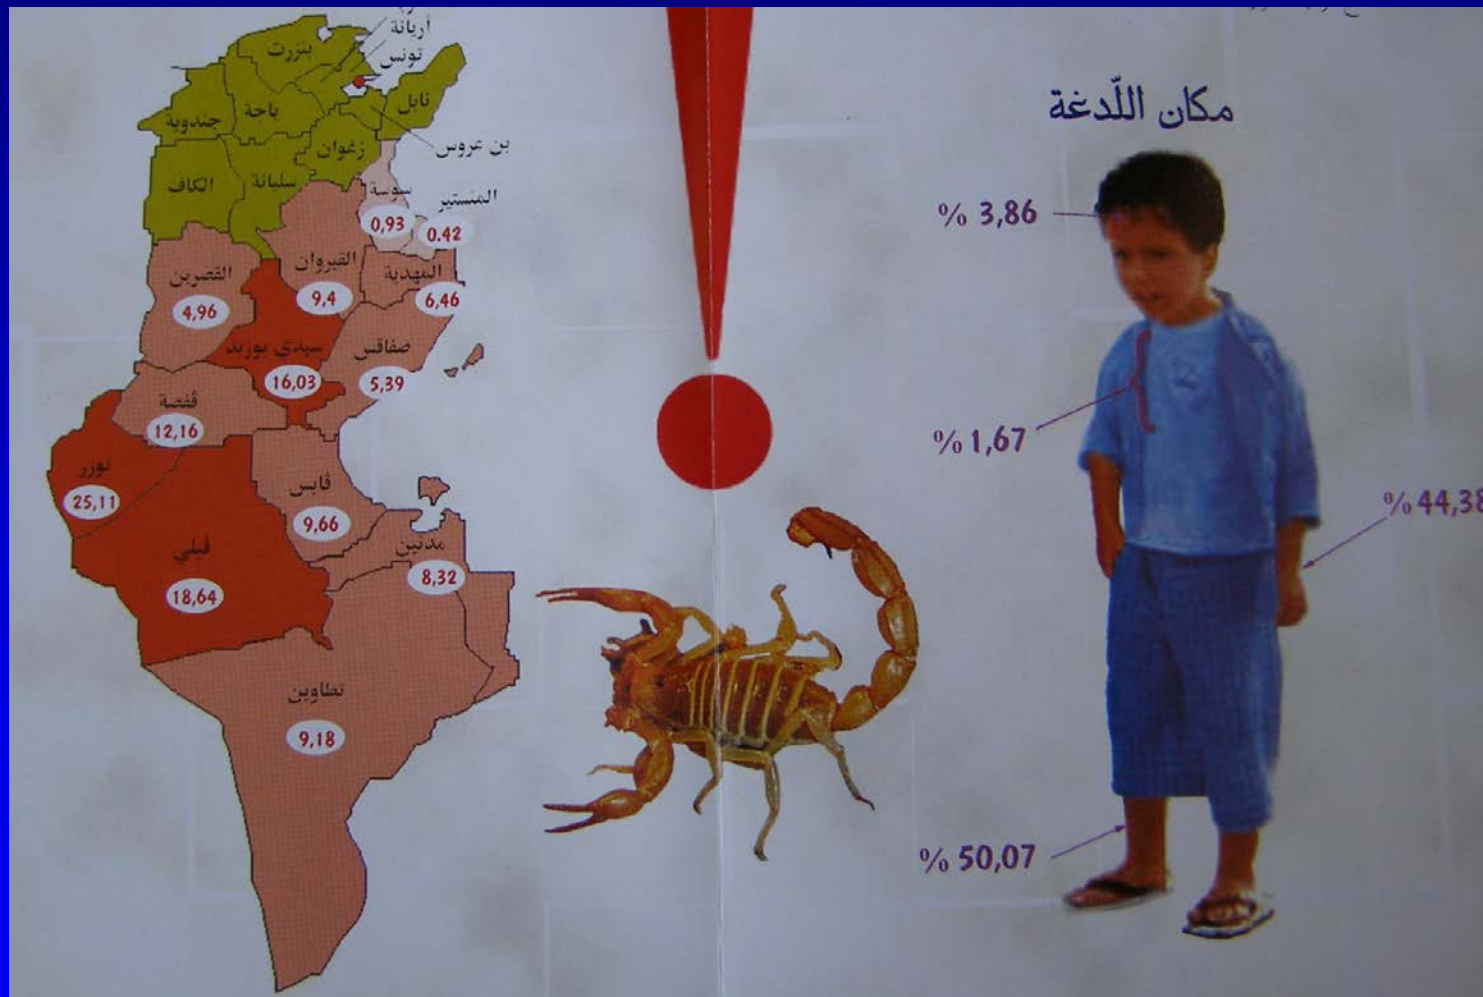 أريانة
تونس
بنزرت
نابل
باجة
جندوبة
بن عروس
زغوان
سليانة
الكاف
سوسة
0,93
المنستير
0.42
القيروان
9,4
المهدية
6,46
القصرين
4,96
سيدي بوزيد
16,03
صفاقس
5,39
ڨفصة
12,16
توزر
25,11
ڨابس
9,66
ڨبلي
18,64
مدنين
8,32
تطاوين
9,18
مكان اللّدغة
% 3,86
% 1,67
% 44,38
% 50,07